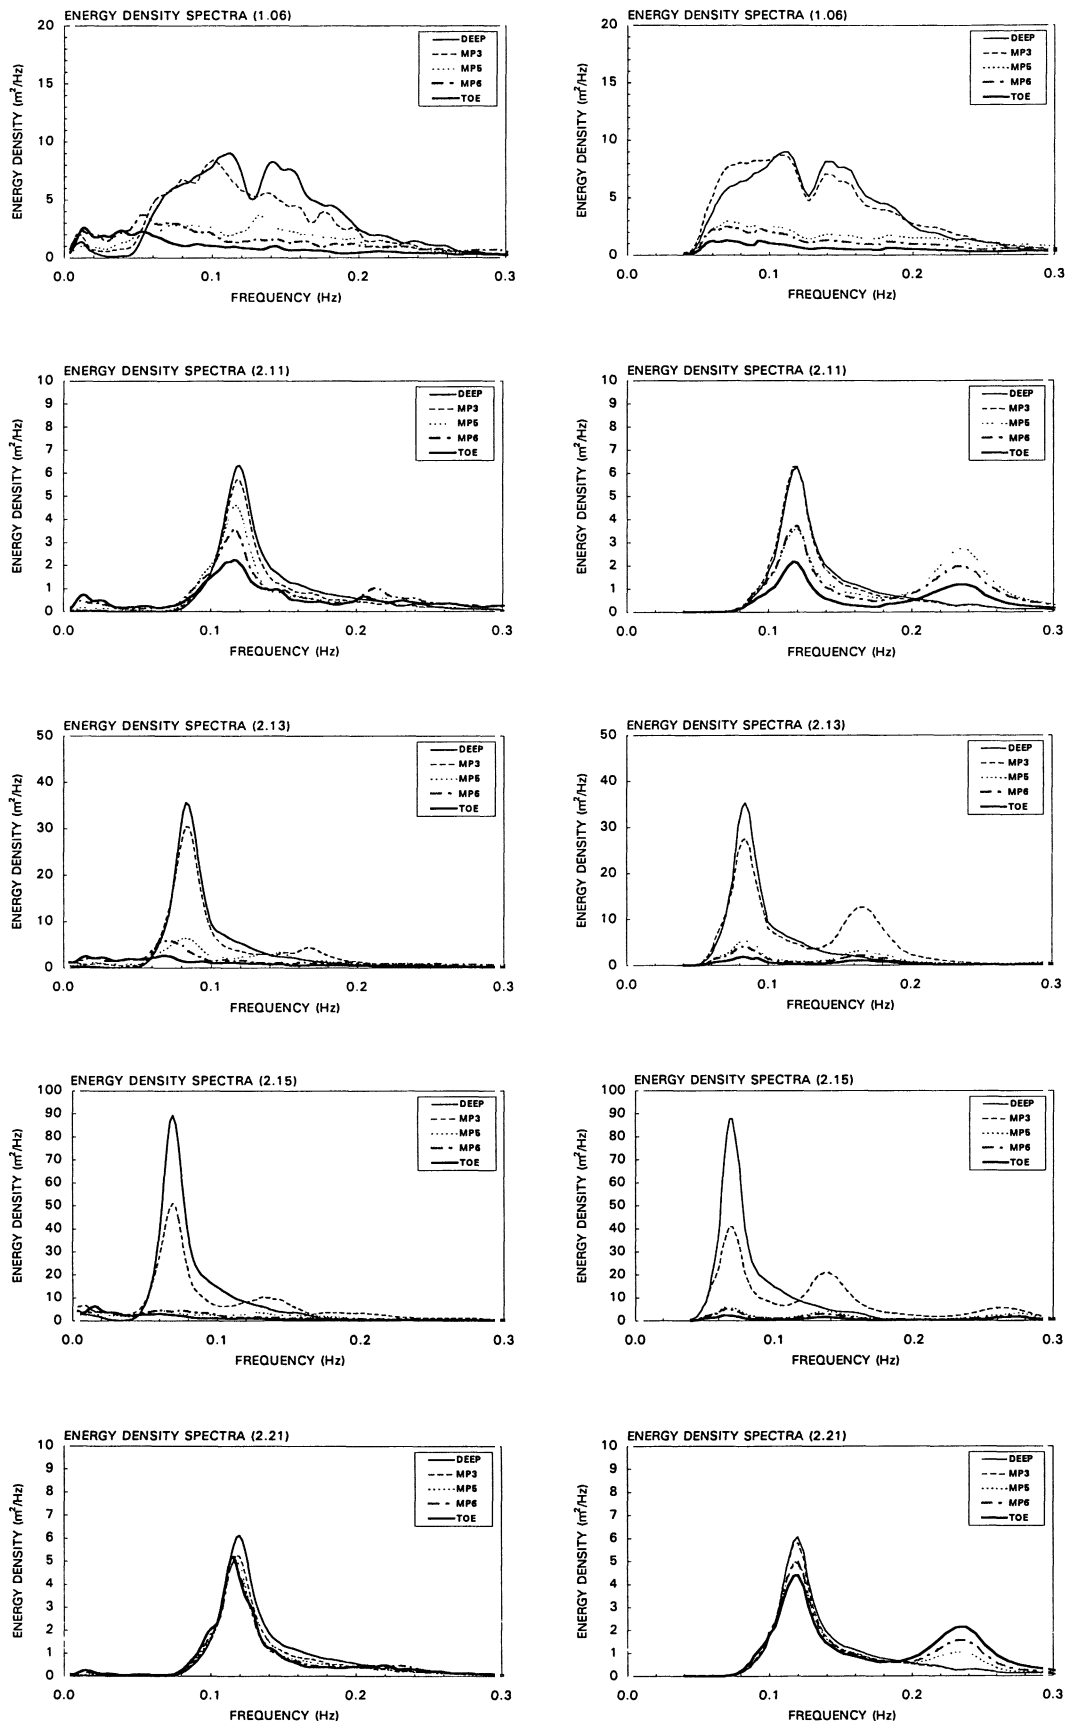 ENERGY DENSITY SPECTRA (1.06)
ENERGY DENSITY (m²/Hz)
20
15
10
5
0
0.0 0.1 0.2 0.3
FREQUENCY (Hz)
DEEP
MP3
MP5
MP6
TOE
ENERGY DENSITY SPECTRA (1.06)
ENERGY DENSITY (m²/Hz)
20
15
10
5
0
0.0 0.1 0.2 0.3
FREQUENCY (Hz)
DEEP
MP3
MP5
MP6
TOE
ENERGY DENSITY SPECTRA (2.11)
ENERGY DENSITY (m²/Hz)
10
9
8
7
6
5
4
3
2
1
0
0.0 0.1 0.2 0.3
FREQUENCY (Hz)
DEEP
MP3
MP5
MP6
TOE
ENERGY DENSITY SPECTRA (2.11)
ENERGY DENSITY (m²/Hz)
10
9
8
7
6
5
4
3
2
1
0
0.0 0.1 0.2 0.3
FREQUENCY (Hz)
DEEP
MP3
MP5
MP6
TOE
ENERGY DENSITY SPECTRA (2.13)
ENERGY DENSITY (m²/Hz)
50
40
30
20
10
0
0.0 0.1 0.2 0.3
FREQUENCY (Hz)
DEEP
MP3
MP5
MP6
TOE
ENERGY DENSITY SPECTRA (2.13)
ENERGY DENSITY (m²/Hz)
50
40
30
20
10
0
0.0 0.1 0.2 0.3
FREQUENCY (Hz)
DEEP
MP3
MP5
MP6
TOE
ENERGY DENSITY SPECTRA (2.15)
ENERGY DENSITY (m²/Hz)
100
90
80
70
60
50
40
30
20
10
0
0.0 0.1 0.2 0.3
FREQUENCY (Hz)
DEEP
MP3
MP5
MP6
TOE
ENERGY DENSITY SPECTRA (2.15)
ENERGY DENSITY (m²/Hz)
100
90
80
70
60
50
40
30
20
10
0
0.0 0.1 0.2 0.3
FREQUENCY (Hz)
DEEP
MP3
MP5
MP6
TOE
ENERGY DENSITY SPECTRA (2.21)
ENERGY DENSITY (m²/Hz)
10
9
8
7
6
5
4
3
2
1
0
0.0 0.1 0.2 0.3
FREQUENCY (Hz)
DEEP
MP3
MP5
MP6
TOE
ENERGY DENSITY SPECTRA (2.21)
ENERGY DENSITY (m²/Hz)
10
9
8
7
6
5
4
3
2
1
0
0.0 0.1 0.2 0.3
FREQUENCY (Hz)
DEEP
MP3
MP5
MP6
TOE